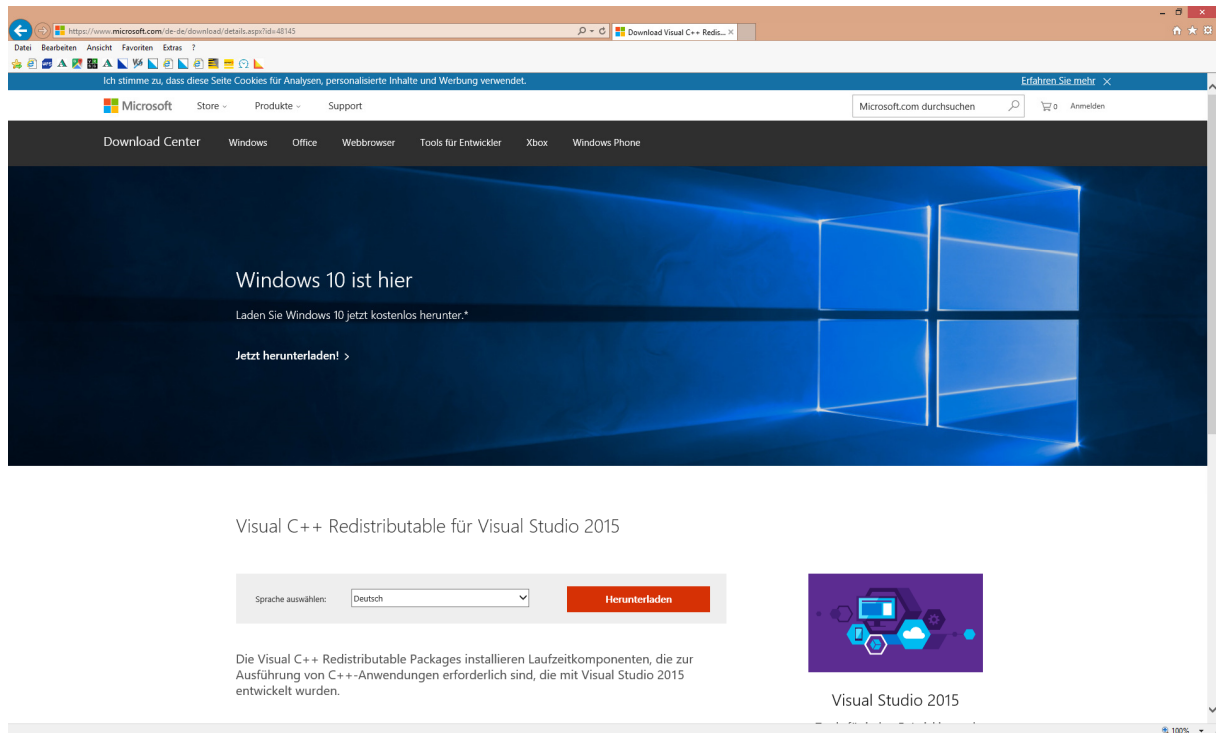 https://www.microsoft.com/de-de/download/details.aspx?id=48145
Download Visual C++ Redis...
Datei Bearbeiten Ansicht Favoriten Extras ?
Ich stimme zu, dass diese Seite Cookies für Analysen, personalisierte Inhalte und Werbung verwendet.
Erfahren Sie mehr
Microsoft Store Produkte Support
Microsoft.com durchsuchen
0 Anmelden
Download Center Windows Office Webbrowser Tools für Entwickler Xbox Windows Phone
Windows 10 ist hier
Laden Sie Windows 10 jetzt kostenlos herunter.*
Jetzt herunterladen! >
Visual C++ Redistributable für Visual Studio 2015
Sprache auswählen: Deutsch Herunterladen
Die Visual C++ Redistributable Packages installieren Laufzeitkomponenten, die zur
Ausführung von C++-Anwendungen erforderlich sind, die mit Visual Studio 2015
entwickelt wurden.
Visual Studio 2015
100%